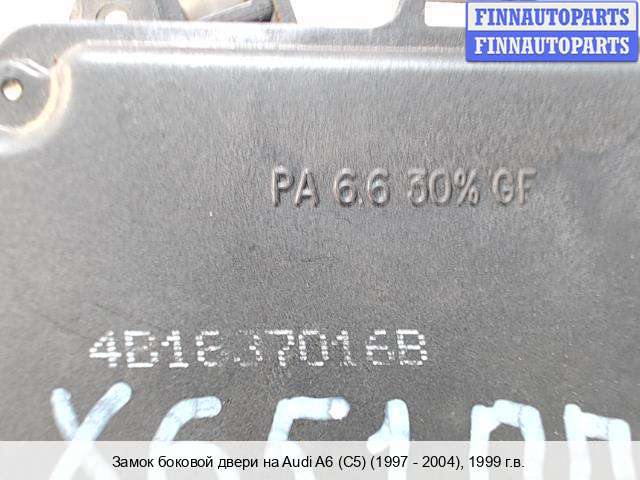 FINNAUTOPARTS
FINNAUTOPARTS
PA 6.6 30% GF
4B1837016B
Замок боковой двери на Audi A6 (C5) (1997 - 2004), 1999 г.в.